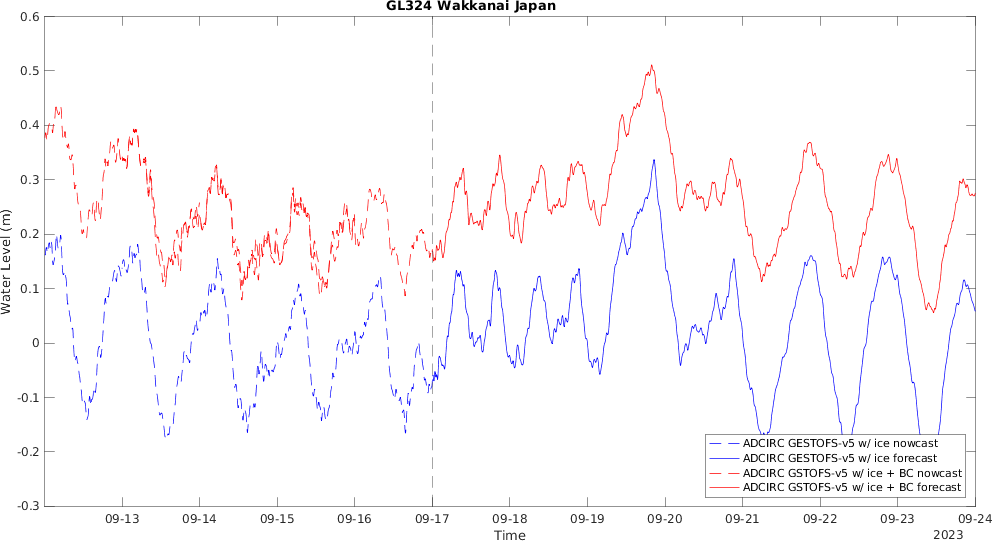 GL324 Wakkanai Japan
0.6
0.5
0.4
0.3
0.2
0.1
0
-0.1
-0.2
-0.3
Water Level (m)
ADCIRC GESTOFS-v5 w/ ice nowcast
ADCIRC GESTOFS-v5 w/ ice forecast
ADCIRC GSTOFS-v5 w/ ice + BC nowcast
ADCIRC GSTOFS-v5 w/ ice + BC forecast
09-13 09-14 09-15 09-16 09-17 09-18 09-19 09-20 09-21 09-22 09-23 09-24
Time
2023